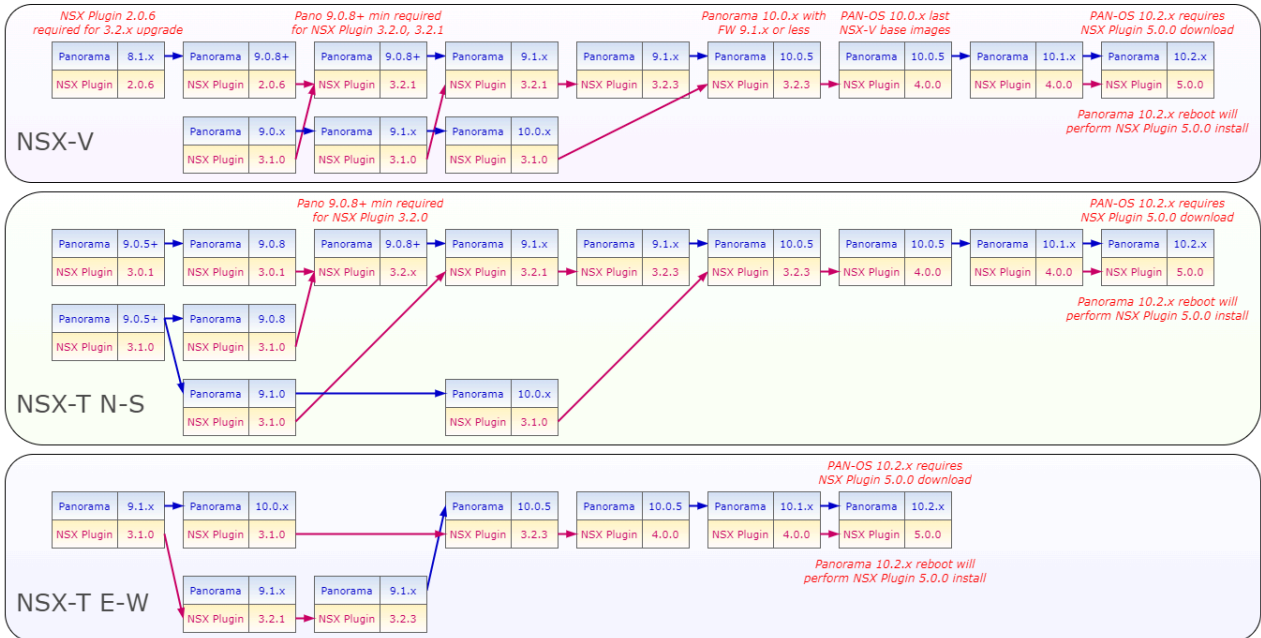 NSX Plugin 2.0.6
required for 3.2.x upgrade
Pano 9.0.8+ min required
for NSX Plugin 3.2.0, 3.2.1
Panorama 10.0.x with
FW 9.1.x or less
PAN-OS 10.0.x last
NSX-V base images
PAN-OS 10.2.x requires
NSX Plugin 5.0.0 download
Panorama 8.1.x Panorama 9.0.8+ Panorama 9.0.8+ Panorama 9.1.x Panorama 9.1.x Panorama 10.0.5 Panorama 10.0.5 Panorama 10.1.x Panorama 10.2.x
NSX Plugin 2.0.6 NSX Plugin 2.0.6 NSX Plugin 3.2.1 NSX Plugin 3.2.1 NSX Plugin 3.2.3 NSX Plugin 3.2.3 NSX Plugin 4.0.0 NSX Plugin 4.0.0 NSX Plugin 5.0.0
Panorama 10.2.x reboot will
perform NSX Plugin 5.0.0 install
Panorama 9.0.x Panorama 9.1.x Panorama 10.0.x
NSX Plugin 3.1.0 NSX Plugin 3.1.0 NSX Plugin 3.1.0
NSX-V
Pano 9.0.8+ min required
for NSX Plugin 3.2.0
PAN-OS 10.2.x requires
NSX Plugin 5.0.0 download
Panorama 9.0.5+ Panorama 9.0.8 Panorama 9.0.8+ Panorama 9.1.x Panorama 9.1.x Panorama 10.0.5 Panorama 10.0.5 Panorama 10.1.x Panorama 10.2.x
NSX Plugin 3.0.1 NSX Plugin 3.0.1 NSX Plugin 3.2.x NSX Plugin 3.2.1 NSX Plugin 3.2.3 NSX Plugin 3.2.3 NSX Plugin 4.0.0 NSX Plugin 4.0.0 NSX Plugin 5.0.0
Panorama 10.2.x reboot will
perform NSX Plugin 5.0.0 install
Panorama 9.0.5+ Panorama 9.0.8
NSX Plugin 3.1.0 NSX Plugin 3.1.0
Panorama 9.1.0 Panorama 10.0.x
NSX Plugin 3.1.0 NSX Plugin 3.1.0
NSX-T N-S
PAN-OS 10.2.x requires
NSX Plugin 5.0.0 download
Panorama 9.1.x Panorama 10.0.x Panorama 10.0.5 Panorama 10.0.5 Panorama 10.1.x Panorama 10.2.x
NSX Plugin 3.1.0 NSX Plugin 3.1.0 NSX Plugin 3.2.3 NSX Plugin 4.0.0 NSX Plugin 4.0.0 NSX Plugin 5.0.0
Panorama 10.2.x reboot will
perform NSX Plugin 5.0.0 install
Panorama 9.1.x Panorama 9.1.x
NSX Plugin 3.2.1 NSX Plugin 3.2.3
NSX-T E-W